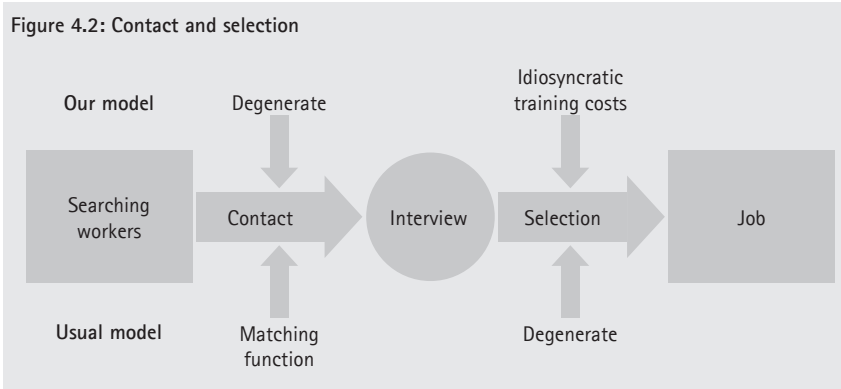 Figure 4.2: Contact and selection
Our model
Degenerate
Idiosyncratic
training costs
Searching
workers
Contact
Interview
Selection
Job
Usual model
Matching
function
Degenerate